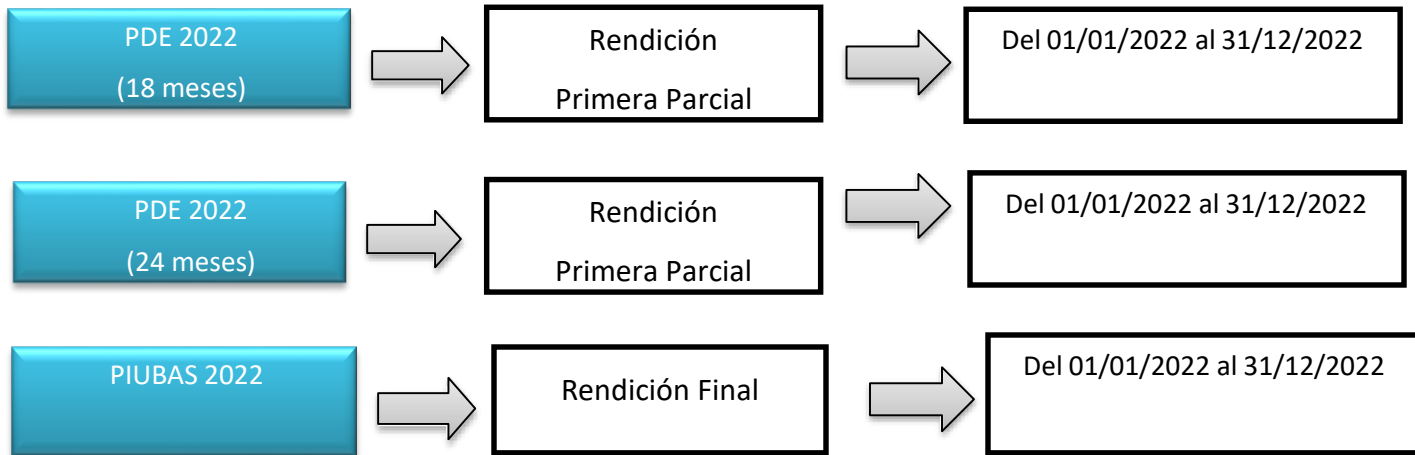 PDE 2022
(18 meses)
Rendición
Primera Parcial
Del 01/01/2022 al 31/12/2022
PDE 2022
(24 meses)
Rendición
Primera Parcial
Del 01/01/2022 al 31/12/2022
PIUBAS 2022
Rendición Final
Del 01/01/2022 al 31/12/2022